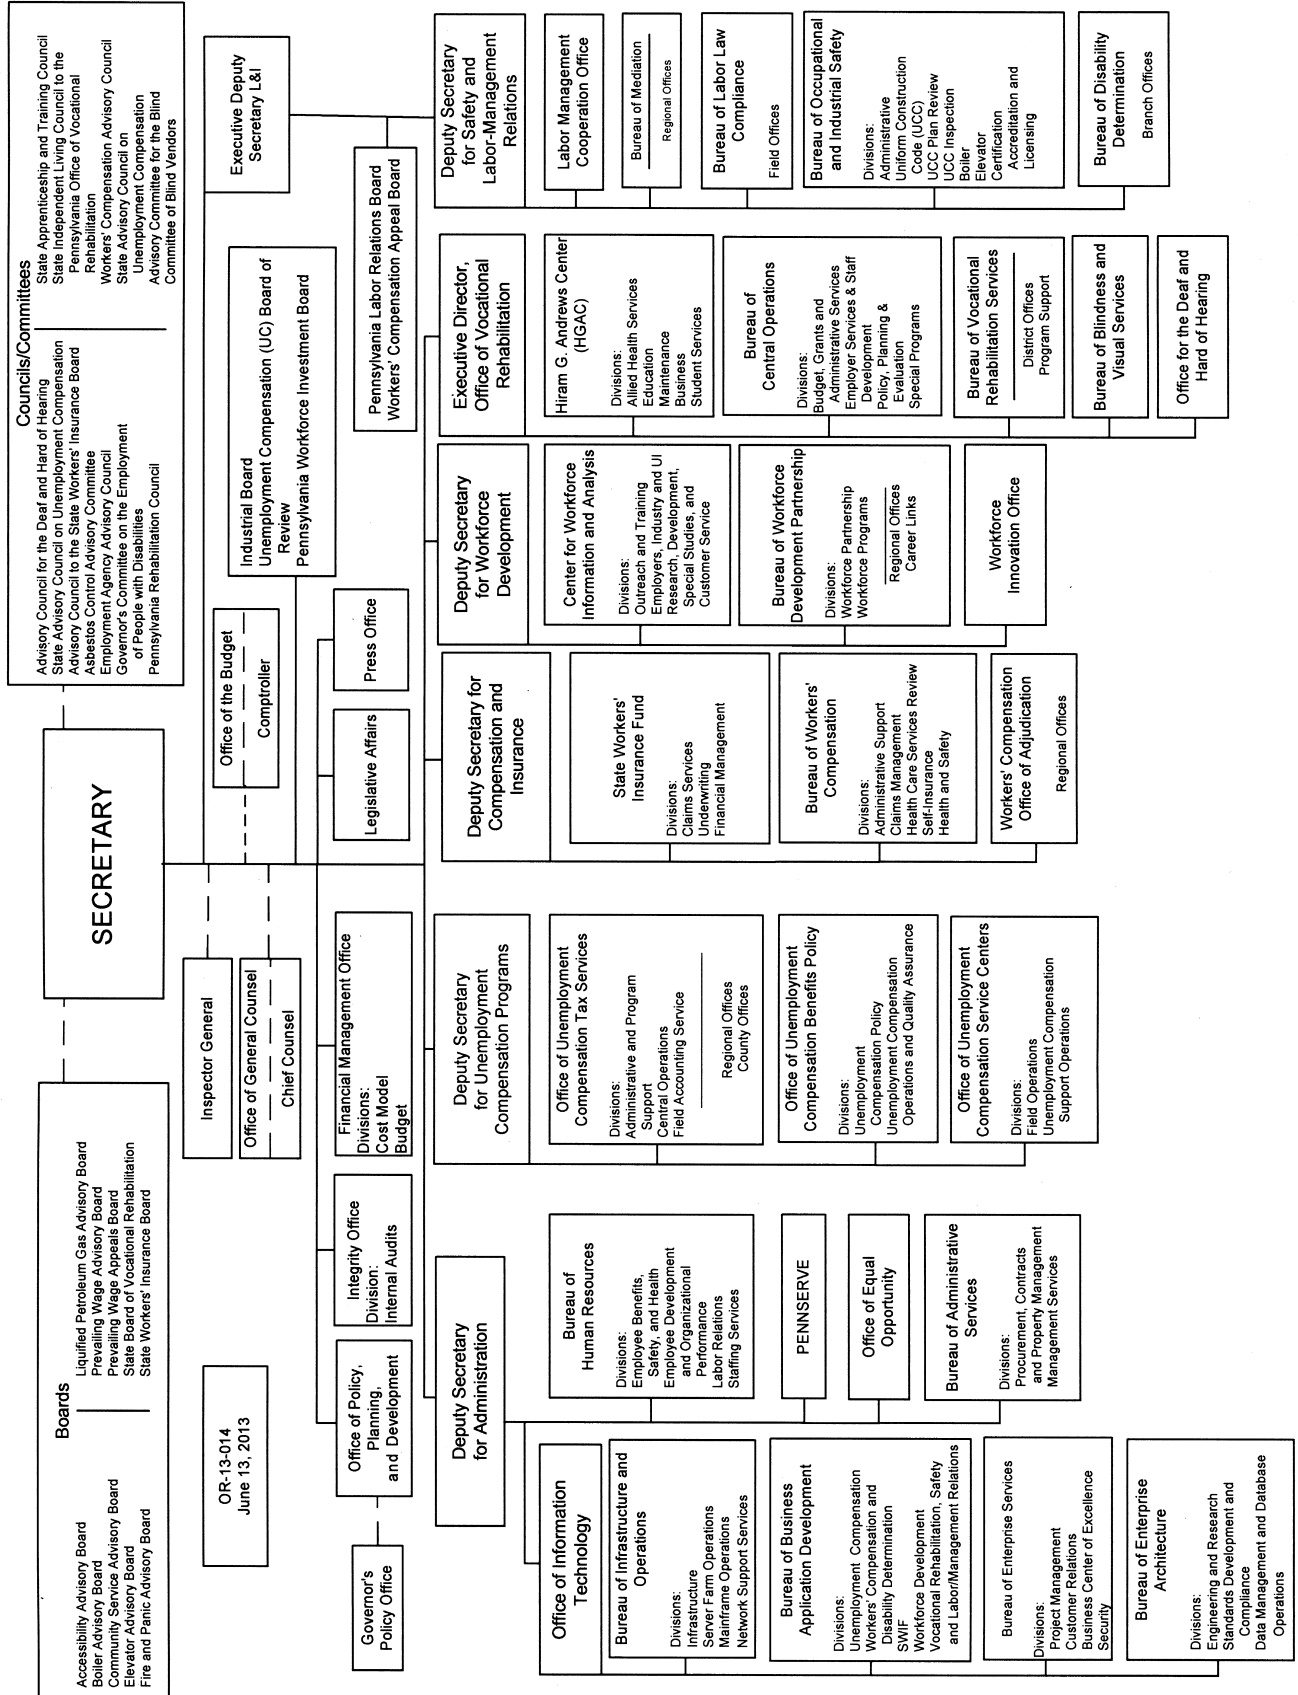 Boards
Accessibility Advisory Board
Boiler Advisory Board
Community Service Advisory Board
Elevator Advisory Board
Fire and Panic Advisory Board
Liquified Petroleum Gas Advisory Board
Prevailing Wage Advisory Board
Prevailing Wage Appeals Board
State Board of Vocational Rehabilitation
State Workers' Insurance Board
SECRETARY
Councils/Committees
Advisory Council for the Deaf and Hard of Hearing
State Advisory Council on Unemployment Compensation
Advisory Council to the State Workers' Insurance Board
Asbestos Control Advisory Committee
Employment Agency Advisory Council
Governor's Committee on the Employment
of People with Disabilities
Pennsylvania Rehabilitation Council
State Apprenticeship and Training Council
State Independent Living Council to the
Pennsylvania Office of Vocational
Rehabilitation
Workers' Compensation Advisory Council
State Advisory Council on
Unemployment Compensation
Advisory Committee for the Blind
Committee of Blind Vendors
OR-13-014
June 13, 2013
Inspector General
Office of General Counsel
Chief Counsel
Office of the Budget
Comptroller
Executive Deputy
Secretary L&I
Industrial Board
Unemployment Compensation (UC) Board of
Review
Pennsylvania Workforce Investment Board
Pennsylvania Labor Relations Board
Workers' Compensation Appeal Board
Governor's
Policy Office
Office of Policy,
Planning,
and Development
Integrity Office
Division:
Internal Audits
Financial Management Office
Divisions:
Cost Model
Budget
Legislative Affairs
Press Office
Deputy Secretary
for Administration
Office of Information
Technology
Bureau of Infrastructure and
Operations
Divisions:
Infrastructure
Server Farm Operations
Mainframe Operations
Network Support Services
Bureau of Business
Application Development
Divisions:
Unemployment Compensation
Workers' Compensation and
Disability Determination
SWIF
Workforce Development
Vocational Rehabilitation, Safety
and Labor/Management Relations
Bureau of Enterprise Services
Divisions:
Project Management
Customer Relations
Business Center of Excellence
Security
Bureau of Enterprise
Architecture
Divisions:
Engineering and Research
Standards Development and
Compliance
Data Management and Database
Operations
Bureau of
Human Resources
Divisions:
Employee Benefits,
Safety, and Health
Employee Development
and Organizational
Performance
Labor Relations
Staffing Services
PENNSERVE
Office of Equal
Opportunity
Bureau of Administrative
Services
Divisions:
Procurement, Contracts
and Property Management
Management Services
Deputy Secretary
for Unemployment
Compensation Programs
Office of Unemployment
Compensation Tax Services
Divisions:
Administrative and Program
Support
Central Operations
Field Accounting Service
Regional Offices
County Offices
Office of Unemployment
Compensation Benefits Policy
Divisions:
Unemployment
Compensation Policy
Unemployment Compensation
Operations and Quality Assurance
Office of Unemployment
Compensation Service Centers
Divisions:
Field Operations
Unemployment Compensation
Support Operations
Deputy Secretary for
Compensation and
Insurance
State Workers'
Insurance Fund
Divisions:
Claims Services
Underwriting
Financial Management
Bureau of Workers'
Compensation
Divisions:
Administrative Support
Claims Management
Health Care Services Review
Self-Insurance
Health and Safety
Workers' Compensation
Office of Adjudication
Regional Offices
Deputy Secretary
for Workforce
Development
Center for Workforce
Information and Analysis
Divisions:
Outreach and Training
Employers, Industry and UI
Research, Development,
Special Studies, and
Customer Service
Bureau of Workforce
Development Partnership
Divisions:
Workforce Partnership
Workforce Programs
Regional Offices
Career Links
Workforce
Innovation Office
Executive Director,
Office of Vocational
Rehabilitation
Hiram G. Andrews Center
(HGAC)
Divisions:
Allied Health Services
Education
Maintenance
Business
Student Services
Bureau of
Central Operations
Divisions:
Budget, Grants and
Administrative Services
Employer Services & Staff
Development
Policy, Planning &
Evaluation
Special Programs
Bureau of Vocational
Rehabilitation Services
District Offices
Program Support
Bureau of Blindness and
Visual Services
Office for the Deaf and
Hard of Hearing
Deputy Secretary
for Safety and
Labor-Management
Relations
Labor Management
Cooperation Office
Bureau of Mediation
Regional Offices
Bureau of Labor Law
Compliance
Field Offices
Bureau of Occupational
and Industrial Safety
Divisions:
Administrative
Uniform Construction
Code (UCC)
UCC Plan Review
UCC Inspection
Boiler
Elevator
Certification
Accreditation and
Licensing
Bureau of Disability
Determination
Branch Offices